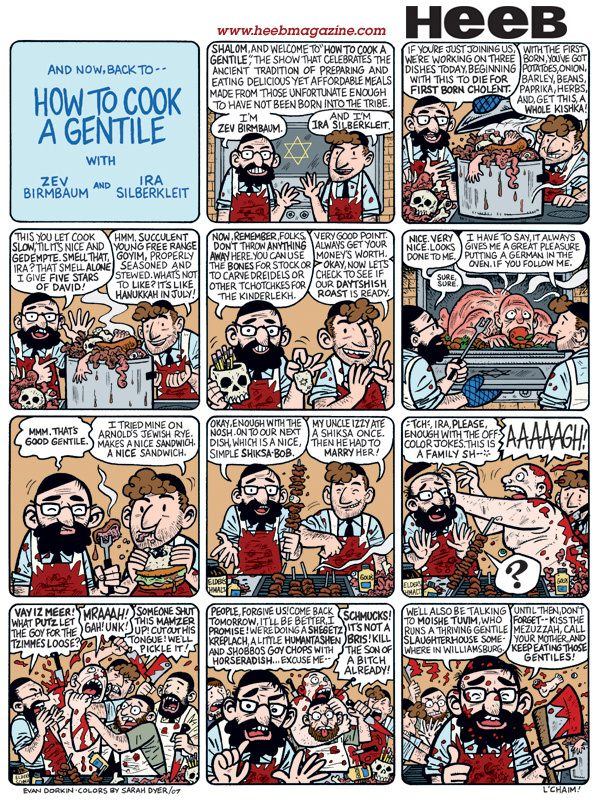 www.heebmagazine.com
HEEB
AND NOW, BACK TO--
HOW TO COOK
A GENTILE
WITH
ZEV
BIRMBAUM
AND
IRA
SILBERKLEIT
SHALOM, AND WELCOME TO "HOW TO COOK A
GENTILE," THE SHOW THAT CELEBRATES THE
ANCIENT TRADITION OF PREPARING AND
EATING DELICIOUS YET AFFORDABLE MEALS
MADE FROM THOSE UNFORTUNATE ENOUGH
TO HAVE NOT BEEN BORN INTO THE TRIBE.
I'M
ZEV BIRMBAUM.
AND I'M
IRA SILBERKLEIT.
IF YOU'RE JUST JOINING US,
WE'RE WORKING ON THREE
DISHES TODAY, BEGINNING
WITH TO DIE FOR
FIRST BORN CHOLENT.
WITH THE FIRST
BORN, YOU'VE GOT
POTATOES, ONION,
BARLEY, BEANS,
PAPRIKA, HERBS,
AND, GET THIS, A
WHOLE KISHKA!
THIS YOU LET COOK
SLOW, TIL IT'S NICE AND
GEDEMPTE. SMELL THAT,
IRA? THAT SMELL ALONE
I GIVE FIVE STARS
OF DAVID!
HMM, SUCCULENT
YOUNG FREE RANGE
GOYIM, PROPERLY
SEASONED AND
STEWED. WHAT'S NOT
TO LIKE? IT'S LIKE
HANUKKAH IN JULY!
NOW, REMEMBER, FOLKS,
DON'T THROW ANYTHING
AWAY HERE. YOU CAN USE
THE BONES FOR STOCK OR
TO CARVE DREIDELS OR
OTHER TCHOTCHKES FOR
THE KINDERLEKH.
VERY GOOD POINT.
ALWAYS GET YOUR
MONEY'S WORTH.
OKAY, NOW LET'S
CHECK TO SEE IF
OUR DAYTSHISH
ROAST IS READY.
NICE. VERY
NICE. LOOKS
DONE TO ME.
I HAVE TO SAY, IT ALWAYS
GIVES ME A GREAT PLEASURE
PUTTING A GERMAN IN THE
OVEN. IF YOU FOLLOW ME.
SURE,
SURE.
MMM, THAT'S
GOOD GENTILE.
I TRIED MINE ON
ARNOLD'S JEWISH RYE.
MAKES A NICE SANDWICH.
A NICE SANDWICH.
OKAY, ENOUGH WITH THE
NOSH. ON TO OUR NEXT
DISH, WHICH IS A NICE,
SIMPLE SHIKSA-BOB.
MY UNCLE IZZY ATE
A SHIKSA ONCE.
THEN HE HAD TO
MARRY HER!
"TCH", IRA, PLEASE,
ENOUGH WITH THE OFF-
COLOR JOKES. THIS IS
A FAMILY SH--
AAAAAGH!
?
VAY IZ MEER!
WHAT PUTZ LET
THE GOY FOR THE
TZIMMES LOOSE?
MRAAAH!
GAH! UNK!
SOMEONE SHUT
THIS MAMZER
UP! CUT OUT HIS
TONGUE! WE'LL
PICKLE IT!
PEOPLE, FORGIVE US! COME BACK
TOMORROW, IT'LL BE BETTER, I
PROMISE! WE'RE DOING A SHEGETZ
KREPLACH, A LITTLE HUMANTASHEN
AND SHOBBOS GOY CHOPS WITH
HORSERADISH... EXCUSE ME--
SCHMUCKS!
IT'S NOT A
BRIS! KILL
THE SON OF
A BITCH
ALREADY!
WE'LL ALSO BE TALKING
TO MOISHE TUVIM, WHO
RUNS A THRIVING GENTILE
SLAUGHTERHOUSE SOME-
WHERE IN WILLIAMSBURG.
UNTIL THEN, DON'T
FORGET-- KISS THE
MEZUZZAH, CALL
YOUR MOTHER, AND
KEEP EATING THOSE
GENTILES!
EVAN DORKIN · COLORS BY SARAH DYER/07
L'CHAIM!